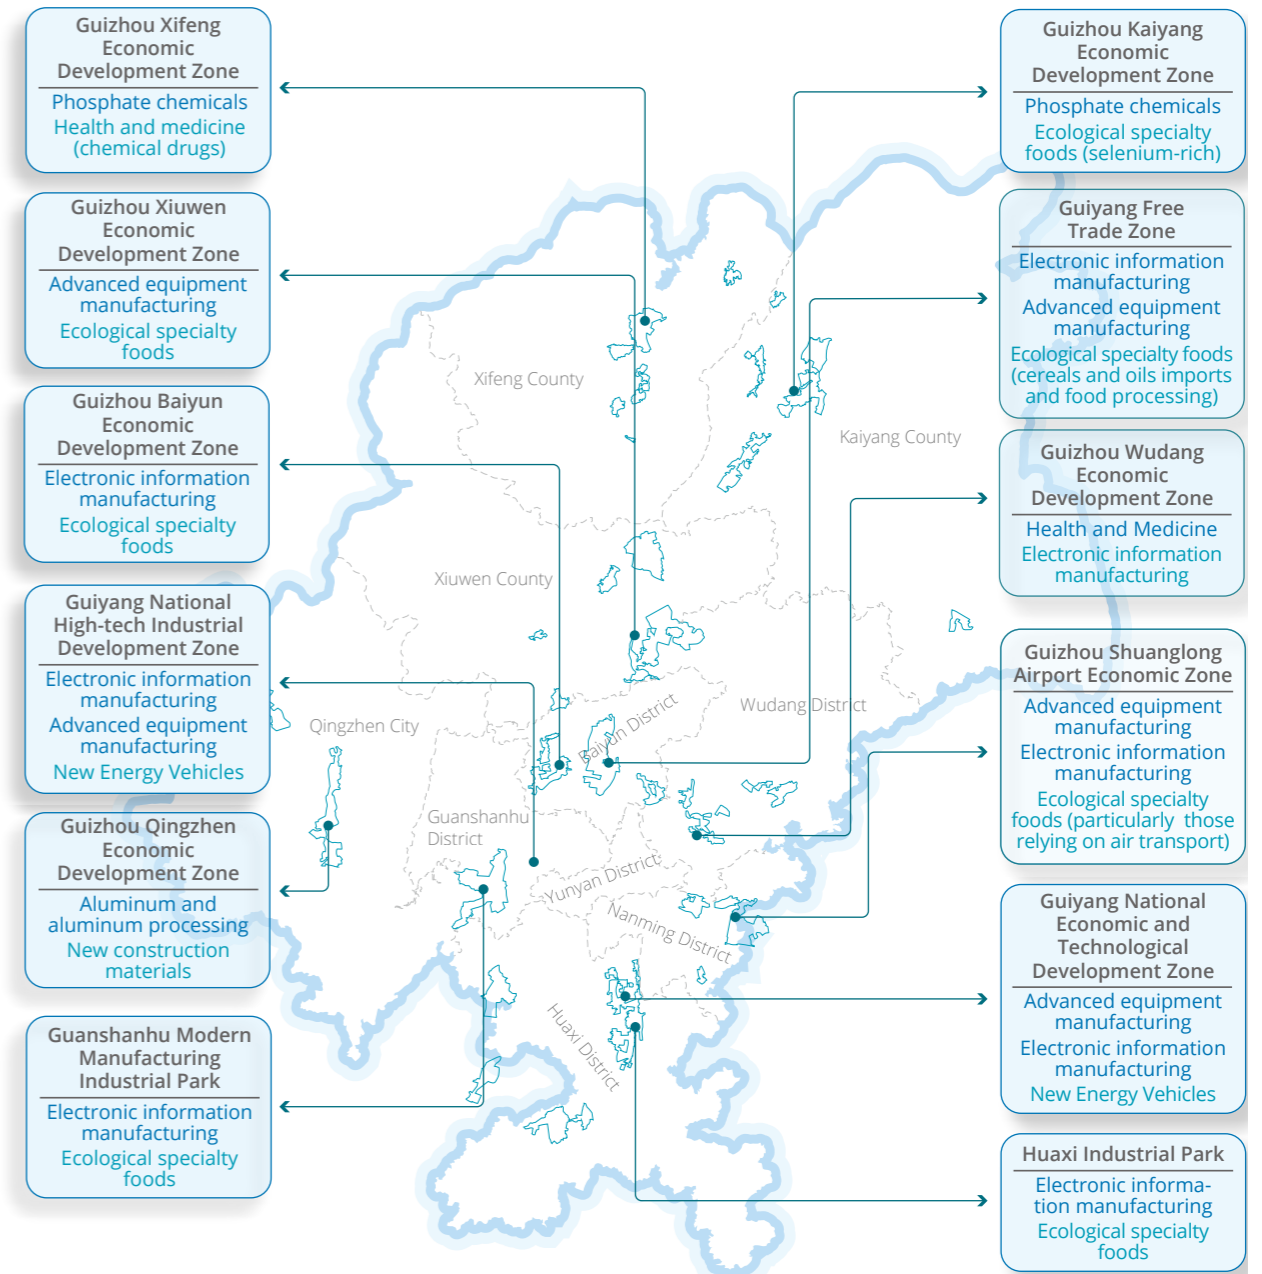 Guizhou Xifeng
Economic
Development Zone
Phosphate chemicals
Health and medicine
(chemical drugs)
Guizhou Xiuwen
Economic
Development Zone
Advanced equipment
manufacturing
Ecological specialty
foods
Guizhou Baiyun
Economic
Development Zone
Electronic information
manufacturing
Ecological specialty
foods
Guiyang National
High-tech Industrial
Development Zone
Electronic information
manufacturing
Advanced equipment
manufacturing
New Energy Vehicles
Guizhou Qingzhen
Economic
Development Zone
Aluminum and
aluminum processing
New construction
materials
Guanshanhu Modern
Manufacturing
Industrial Park
Electronic information
manufacturing
Ecological specialty
foods
Xifeng County
Kaiyang County
Xiuwen County
Qingzhen City
Baiyun District
Wudang District
Guanshanhu
District
Yunyan District
Nanming District
Huaxi District
Guizhou Kaiyang
Economic
Development Zone
Phosphate chemicals
Ecological specialty
foods (selenium-rich)
Guiyang Free
Trade Zone
Electronic information
manufacturing
Advanced equipment
manufacturing
Ecological specialty foods
(cereals and oils imports
and food processing)
Guizhou Wudang
Economic
Development Zone
Health and Medicine
Electronic information
manufacturing
Guizhou Shuanglong
Airport Economic Zone
Advanced equipment
manufacturing
Electronic information
manufacturing
Ecological specialty
foods (particularly those
relying on air transport)
Guiyang National
Economic and
Technological
Development Zone
Advanced equipment
manufacturing
Electronic information
manufacturing
New Energy Vehicles
Huaxi Industrial Park
Electronic informa-
tion manufacturing
Ecological specialty
foods